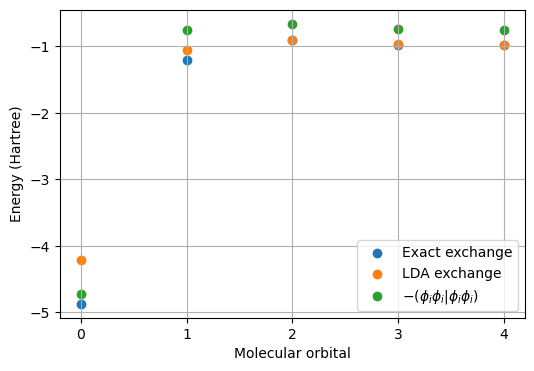 −1
−2
−3
−4
−5
Energy (Hartree)
0
1
2
3
4
Molecular orbital
Exact exchange
LDA exchange
−(ϕᵢϕᵢ|ϕᵢϕᵢ)